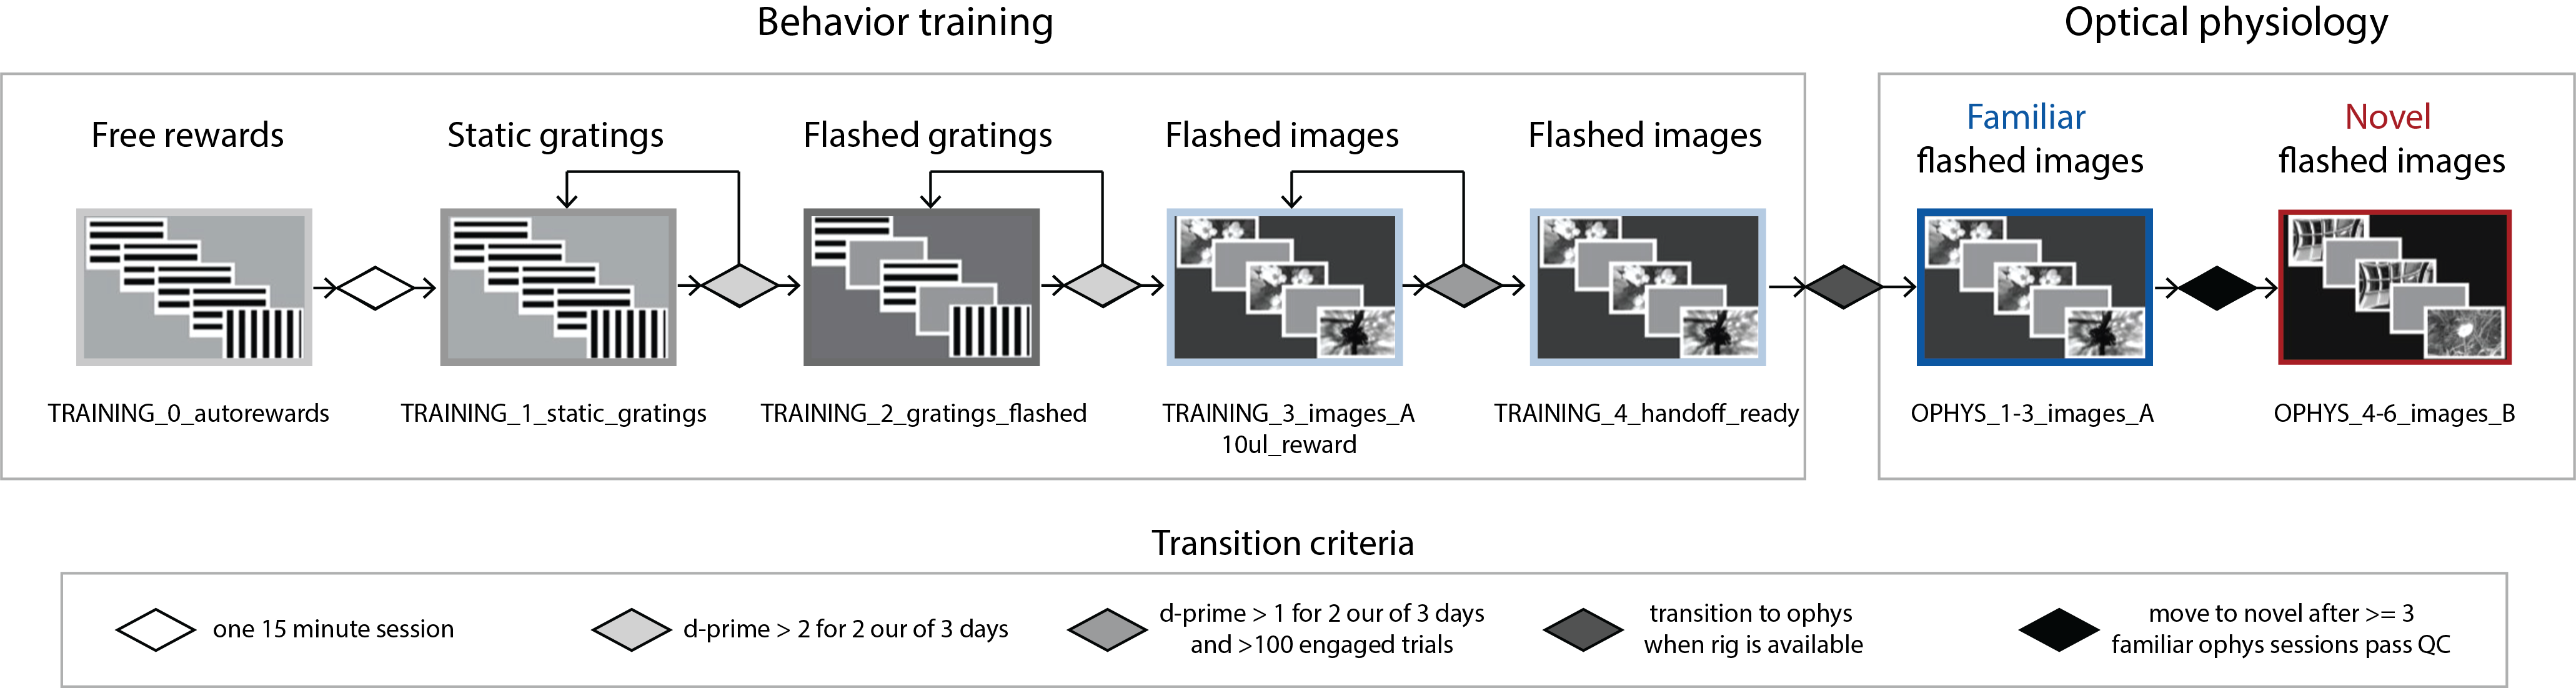 Behavior training
Optical physiology
Free rewards
Static gratings
Flashed gratings
Flashed images
Flashed images
Familiar
flashed images
Novel
flashed images
TRAINING_0_autorewards
TRAINING_1_static_gratings
TRAINING_2_gratings_flashed
TRAINING_3_images_A
10ul_reward
TRAINING_4_handoff_ready
OPHYS_1-3_images_A
OPHYS_4-6_images_B
Transition criteria
one 15 minute session
d-prime > 2 for 2 our of 3 days
d-prime > 1 for 2 our of 3 days
and >100 engaged trials
transition to ophys
when rig is available
move to novel after >= 3
familiar ophys sessions pass QC